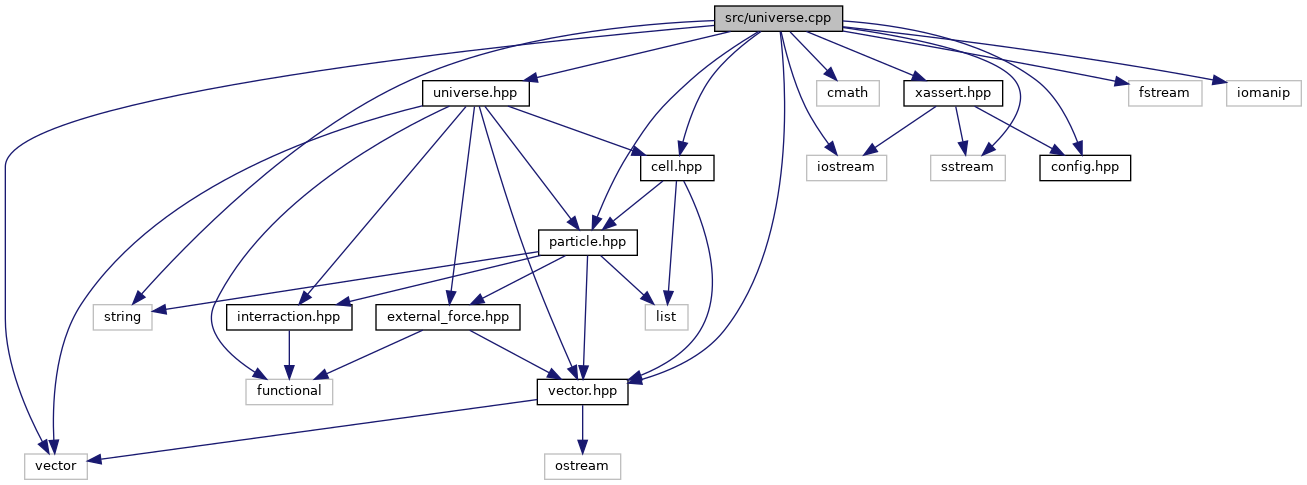 src/universe.cpp
universe.hpp
cmath
xassert.hpp
fstream
iomanip
cell.hpp
iostream
sstream
config.hpp
particle.hpp
string
interraction.hpp
external_force.hpp
list
functional
vector.hpp
vector
ostream